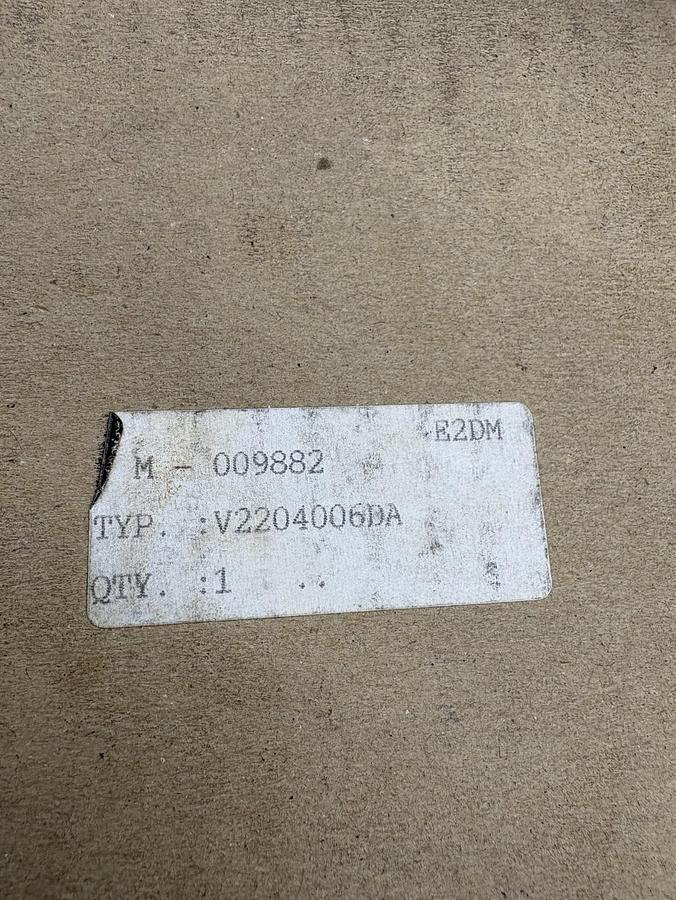 E2DM
M - 009882
TYP. :V2204006DA
QTY. :1